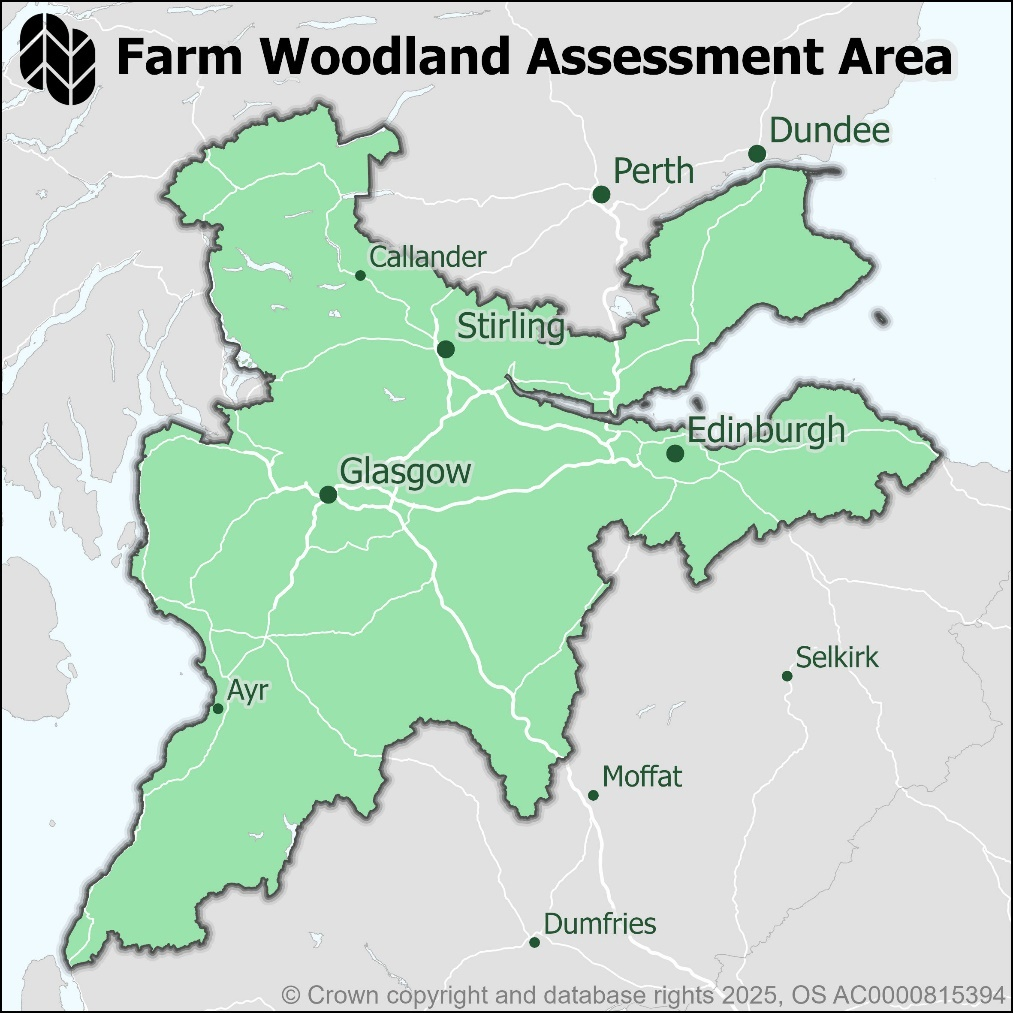 Farm Woodland Assessment Area
Dundee
Perth
Callander
Stirling
Edinburgh
Glasgow
Selkirk
Ayr
Moffat
Dumfries
© Crown copyright and database rights 2025, OS AC0000815394